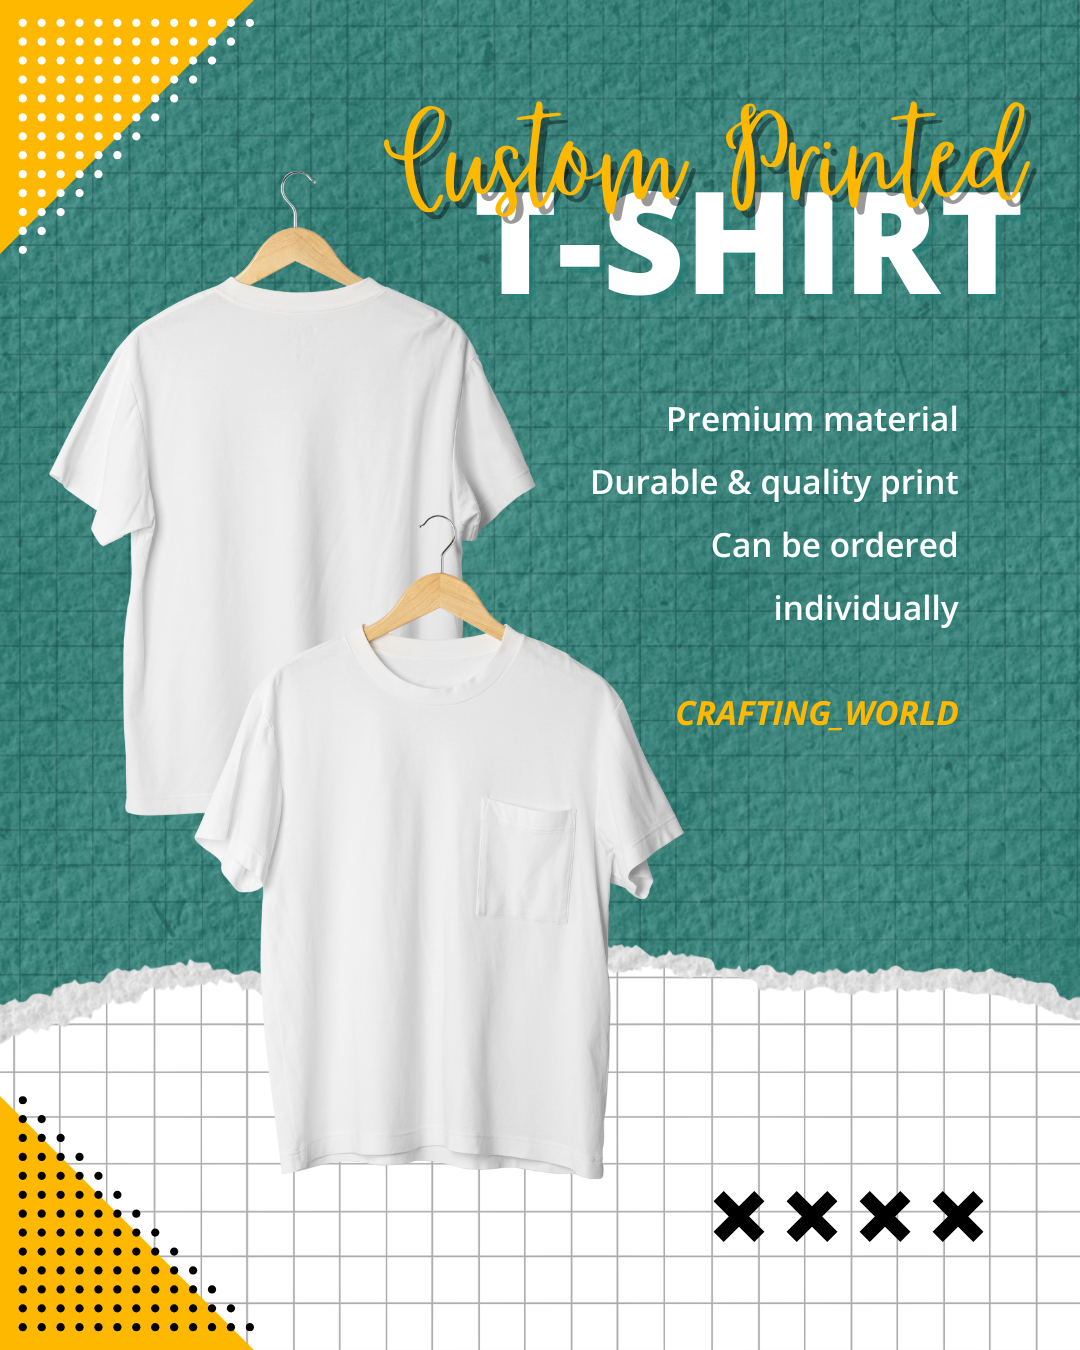 Custom Printed
T-SHIRT
Premium material
Durable & quality print
Can be ordered
individually
CRAFTING_WORLD